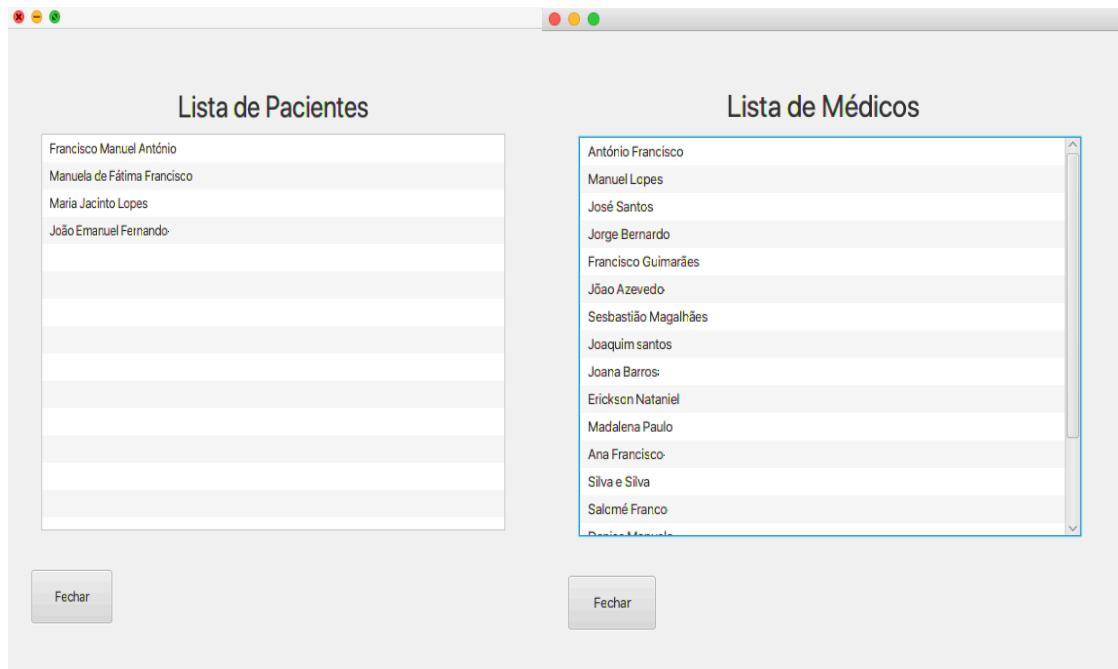 Lista de Pacientes
Francisco Manuel António
Manuela de Fátima Francisco
Maria Jacinto Lopes
João Emanuel Fernando
Fechar
Lista de Médicos
António Francisco
Manuel Lopes
José Santos
Jorge Bernardo
Francisco Guimarães
Jõao Azevedo
Sesbastião Magalhães
Joaquim santos
Joana Barros
Erickson Nataniel
Madalena Paulo
Ana Francisco
Silva e Silva
Salomé Franco
Fechar